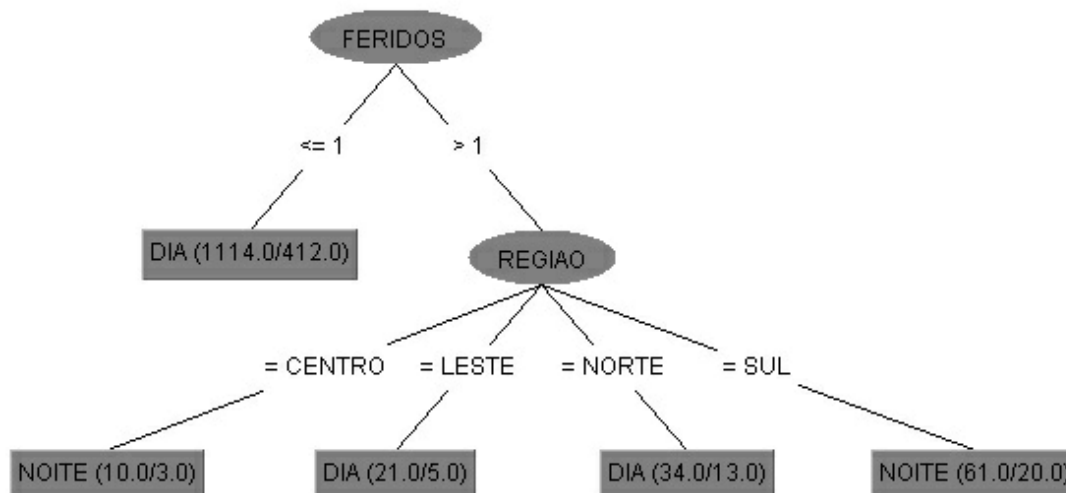 FERIDOS
<= 1
> 1
DIA (1114.0/412.0)
REGIAO
= CENTRO
= LESTE
= NORTE
= SUL
NOITE (10.0/3.0)
DIA (21.0/5.0)
DIA (34.0/13.0)
NOITE (61.0/20.0)